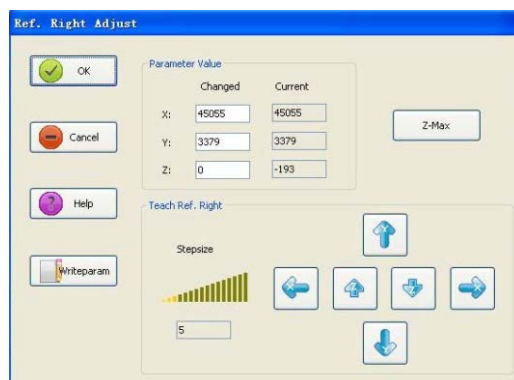 Ref. Right Adjust
OK
Cancel
Help
Writeparam
Parameter Value
Changed Current
X: 45055 45055
Y: 3379 3379
Z: 0 -193
Z-Max
Teach Ref. Right
Stepsize
5